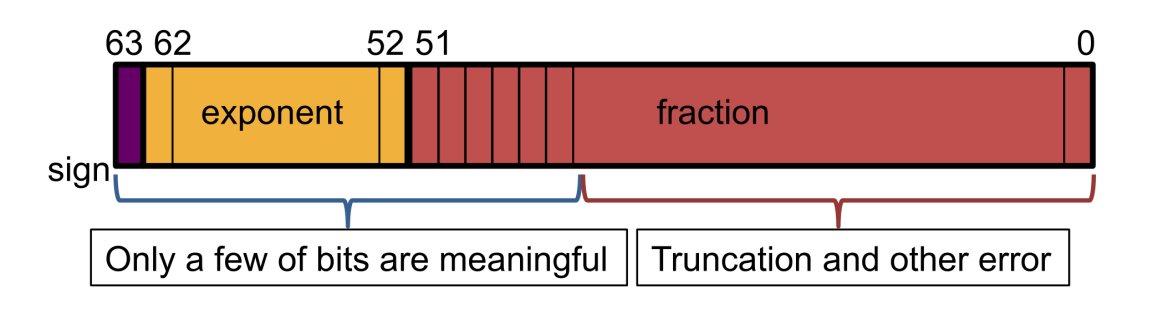 63 62 52 51 0
exponent fraction
sign
Only a few of bits are meaningful Truncation and other error